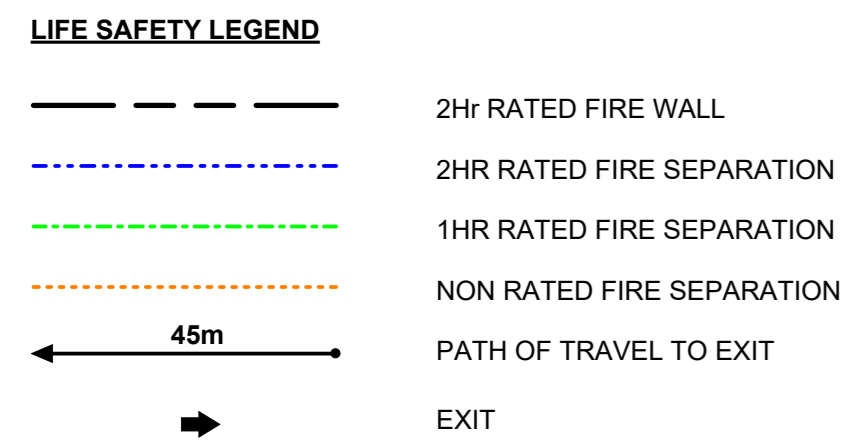 LIFE SAFETY LEGEND
2Hr RATED FIRE WALL
2HR RATED FIRE SEPARATION
1HR RATED FIRE SEPARATION
NON RATED FIRE SEPARATION
45m
PATH OF TRAVEL TO EXIT
EXIT